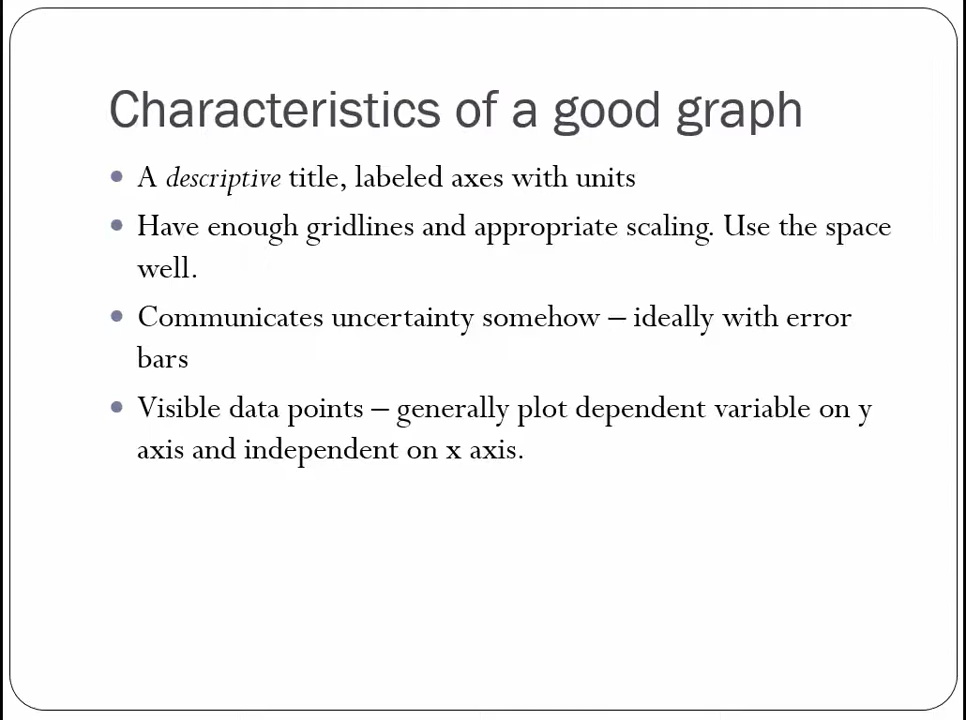 Characteristics of a good graph
• A descriptive title, labeled axes with units
• Have enough gridlines and appropriate scaling. Use the space
well.
• Communicates uncertainty somehow – ideally with error
bars
• Visible data points – generally plot dependent variable on y
axis and independent on x axis.